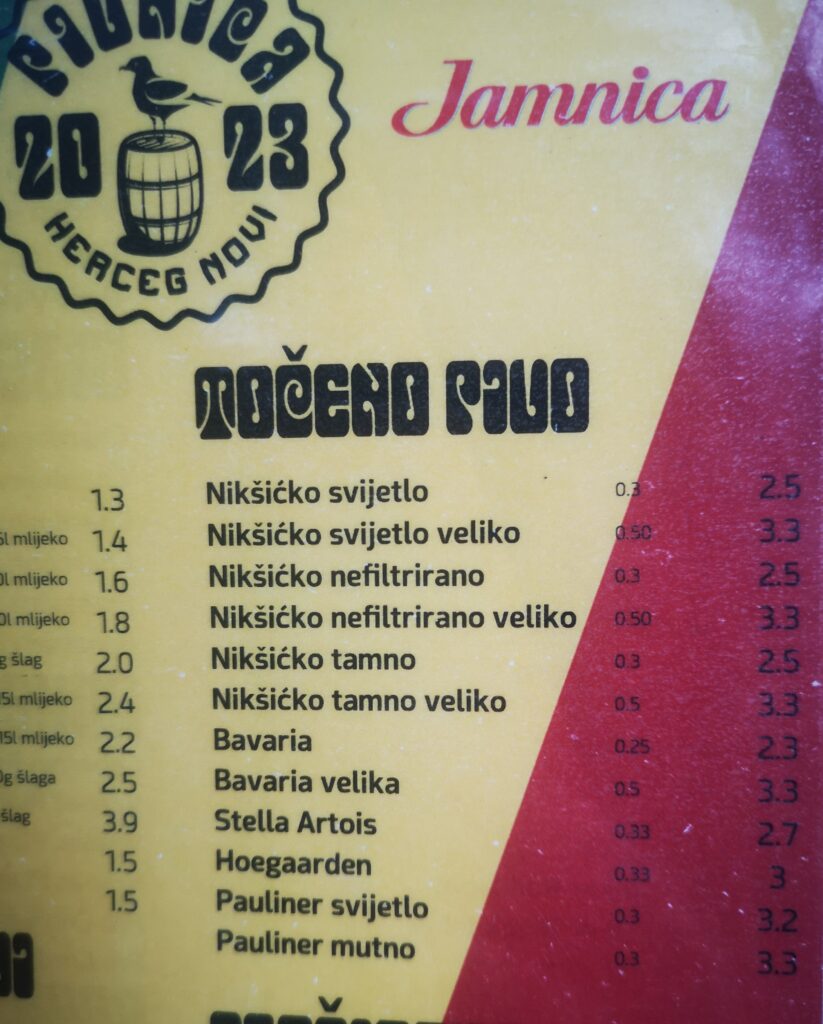 PIVNICA
20 23
HERCEG NOVI
Jamnica
TOČENO PIVO
1.3
mlijeko 1.4
mlijeko 1.6
mlijeko 1.8
šlag 2.0
mlijeko 2.4
mlijeko 2.2
šlaga 2.5
šlag 3.9
1.5
1.5
Nikšićko svijetlo 0.3 2.5
Nikšićko svijetlo veliko 0.50 3.3
Nikšićko nefiltrirano 0.3 2.5
Nikšićko nefiltrirano veliko 0.50 3.3
Nikšićko tamno 0.3 2.5
Nikšićko tamno veliko 0.5 3.3
Bavaria 0.25 2.3
Bavaria velika 0.5 3.3
Stella Artois 0.33 2.7
Hoegaarden 0.33 3
Pauliner svijetlo 0.3 3.2
Pauliner mutno 0.3 3.3